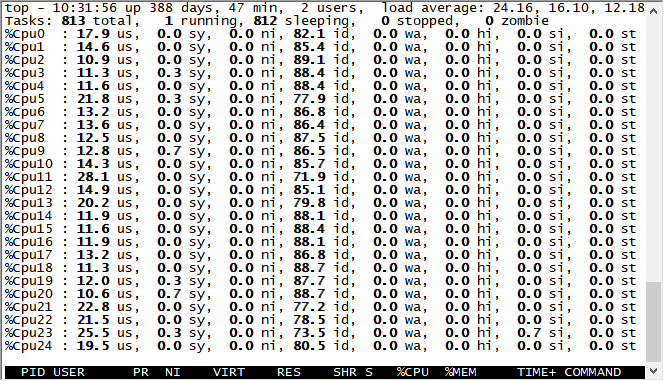 top - 10:31:56 up 388 days, 47 min,  2 users,  load average: 24.16, 16.10, 12.18
Tasks: 813 total,   1 running, 812 sleeping,   0 stopped,   0 zombie
%Cpu0  : 17.9 us,  0.0 sy,  0.0 ni, 82.1 id,  0.0 wa,  0.0 hi,  0.0 si,  0.0 st
%Cpu1  : 14.6 us,  0.0 sy,  0.0 ni, 85.4 id,  0.0 wa,  0.0 hi,  0.0 si,  0.0 st
%Cpu2  : 10.9 us,  0.0 sy,  0.0 ni, 89.1 id,  0.0 wa,  0.0 hi,  0.0 si,  0.0 st
%Cpu3  : 11.3 us,  0.3 sy,  0.0 ni, 88.4 id,  0.0 wa,  0.0 hi,  0.0 si,  0.0 st
%Cpu4  : 11.6 us,  0.0 sy,  0.0 ni, 88.4 id,  0.0 wa,  0.0 hi,  0.0 si,  0.0 st
%Cpu5  : 21.8 us,  0.3 sy,  0.0 ni, 77.9 id,  0.0 wa,  0.0 hi,  0.0 si,  0.0 st
%Cpu6  : 13.2 us,  0.0 sy,  0.0 ni, 86.8 id,  0.0 wa,  0.0 hi,  0.0 si,  0.0 st
%Cpu7  : 13.6 us,  0.0 sy,  0.0 ni, 86.4 id,  0.0 wa,  0.0 hi,  0.0 si,  0.0 st
%Cpu8  : 12.5 us,  0.0 sy,  0.0 ni, 87.5 id,  0.0 wa,  0.0 hi,  0.0 si,  0.0 st
%Cpu9  : 12.8 us,  0.7 sy,  0.0 ni, 86.5 id,  0.0 wa,  0.0 hi,  0.0 si,  0.0 st
%Cpu10 : 14.3 us,  0.0 sy,  0.0 ni, 85.7 id,  0.0 wa,  0.0 hi,  0.0 si,  0.0 st
%Cpu11 : 28.1 us,  0.0 sy,  0.0 ni, 71.9 id,  0.0 wa,  0.0 hi,  0.0 si,  0.0 st
%Cpu12 : 14.9 us,  0.0 sy,  0.0 ni, 85.1 id,  0.0 wa,  0.0 hi,  0.0 si,  0.0 st
%Cpu13 : 20.2 us,  0.0 sy,  0.0 ni, 79.8 id,  0.0 wa,  0.0 hi,  0.0 si,  0.0 st
%Cpu14 : 11.9 us,  0.0 sy,  0.0 ni, 88.1 id,  0.0 wa,  0.0 hi,  0.0 si,  0.0 st
%Cpu15 : 11.6 us,  0.0 sy,  0.0 ni, 88.4 id,  0.0 wa,  0.0 hi,  0.0 si,  0.0 st
%Cpu16 : 11.9 us,  0.0 sy,  0.0 ni, 88.1 id,  0.0 wa,  0.0 hi,  0.0 si,  0.0 st
%Cpu17 : 13.2 us,  0.0 sy,  0.0 ni, 86.8 id,  0.0 wa,  0.0 hi,  0.0 si,  0.0 st
%Cpu18 : 11.3 us,  0.0 sy,  0.0 ni, 88.7 id,  0.0 wa,  0.0 hi,  0.0 si,  0.0 st
%Cpu19 : 12.0 us,  0.3 sy,  0.0 ni, 87.7 id,  0.0 wa,  0.0 hi,  0.0 si,  0.0 st
%Cpu20 : 10.6 us,  0.7 sy,  0.0 ni, 88.7 id,  0.0 wa,  0.0 hi,  0.0 si,  0.0 st
%Cpu21 : 22.8 us,  0.0 sy,  0.0 ni, 77.2 id,  0.0 wa,  0.0 hi,  0.0 si,  0.0 st
%Cpu22 : 21.5 us,  0.0 sy,  0.0 ni, 78.5 id,  0.0 wa,  0.0 hi,  0.0 si,  0.0 st
%Cpu23 : 25.5 us,  0.3 sy,  0.0 ni, 73.5 id,  0.0 wa,  0.0 hi,  0.7 si,  0.0 st
%Cpu24 : 19.5 us,  0.0 sy,  0.0 ni, 80.5 id,  0.0 wa,  0.0 hi,  0.0 si,  0.0 st
PID USER      PR  NI    VIRT    RES    SHR S   %CPU  %MEM     TIME+ COMMAND